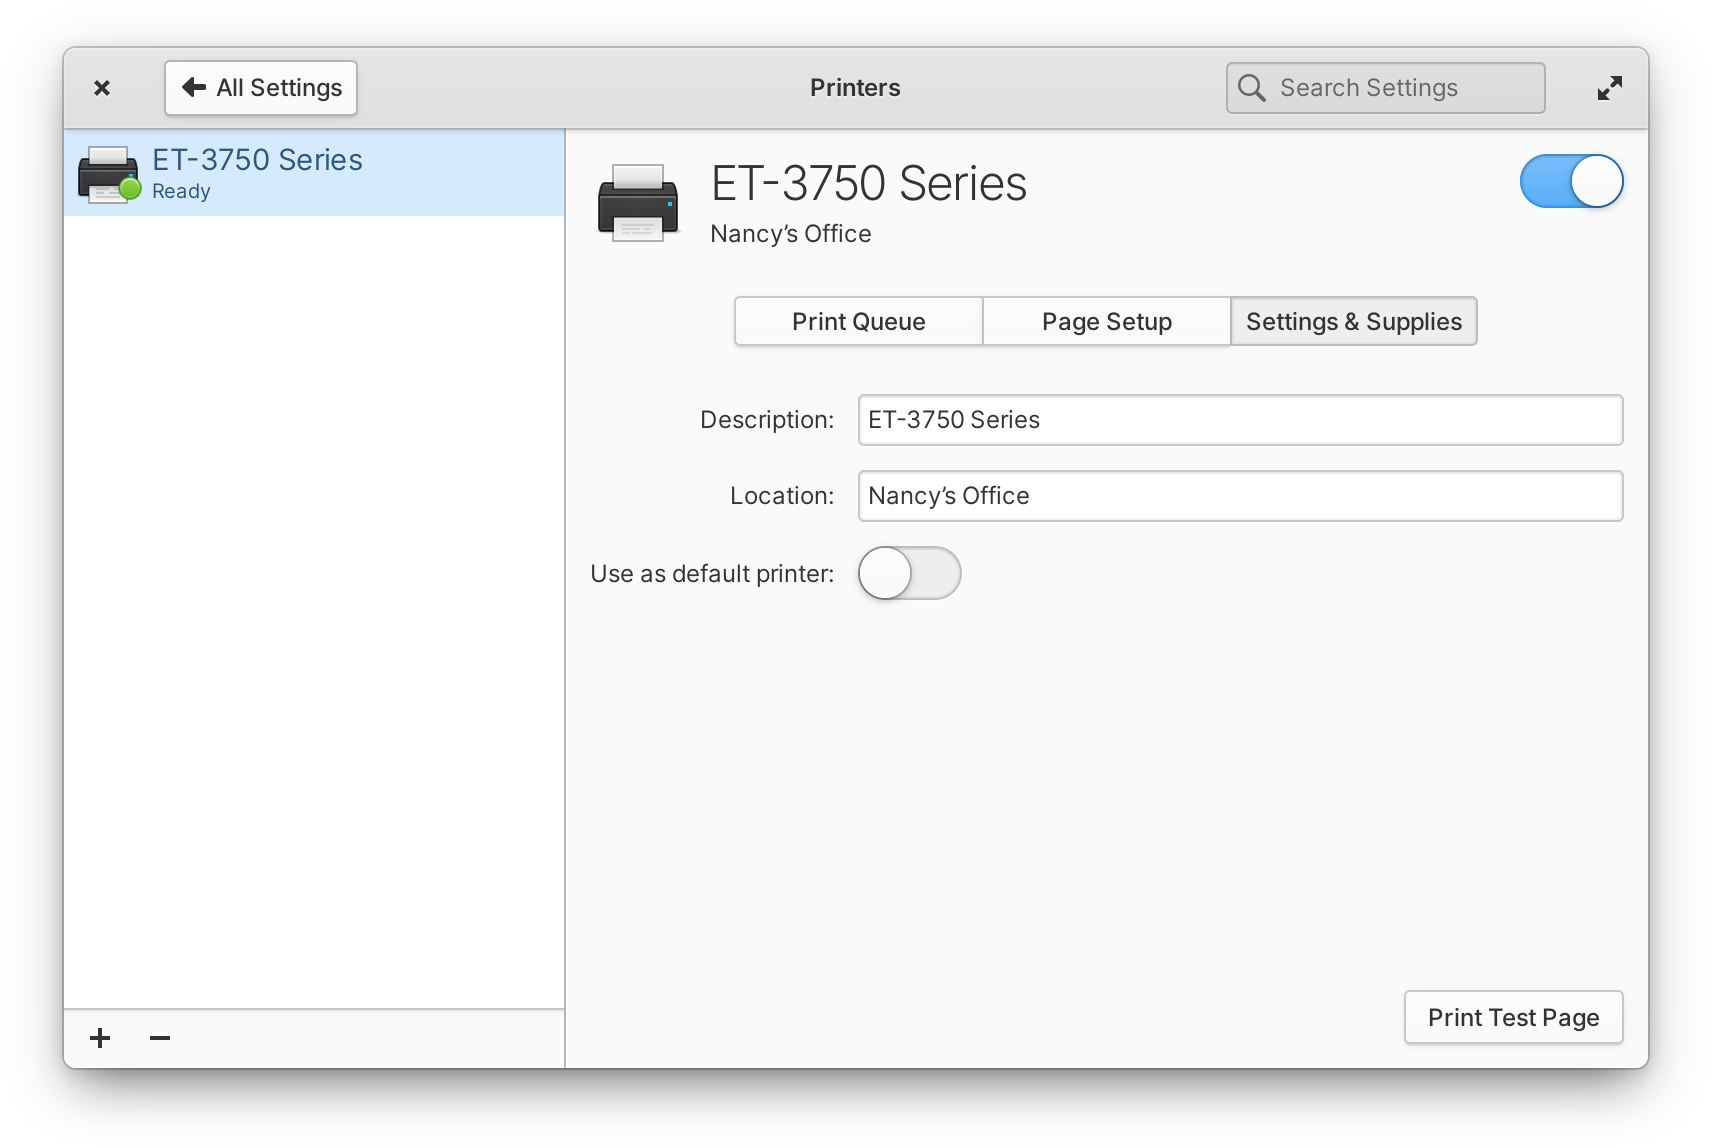 All Settings
Printers
Search Settings
ET-3750 Series
Ready
ET-3750 Series
Nancy’s Office
Print Queue
Page Setup
Settings & Supplies
Description:
ET-3750 Series
Location:
Nancy’s Office
Use as default printer:
Print Test Page